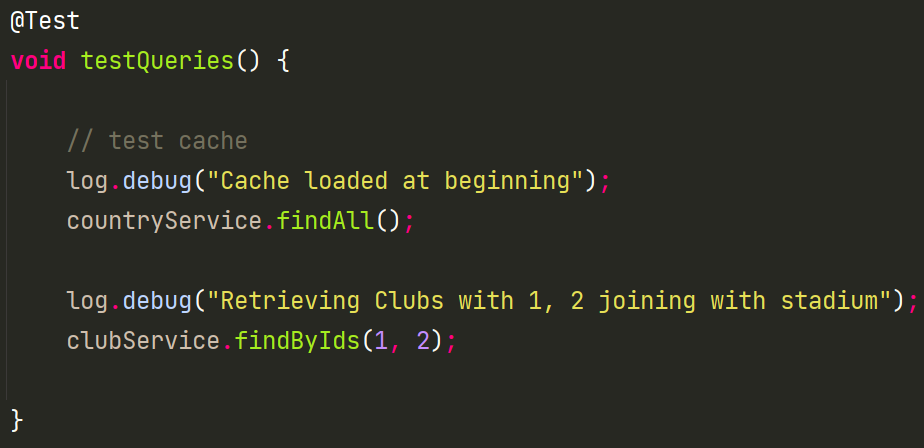 @Test
void testQueries() {
// test cache
log.debug("Cache loaded at beginning");
countryService.findAll();
log.debug("Retrieving Clubs with 1, 2 joining with stadium");
clubService.findByIds(1, 2);
}